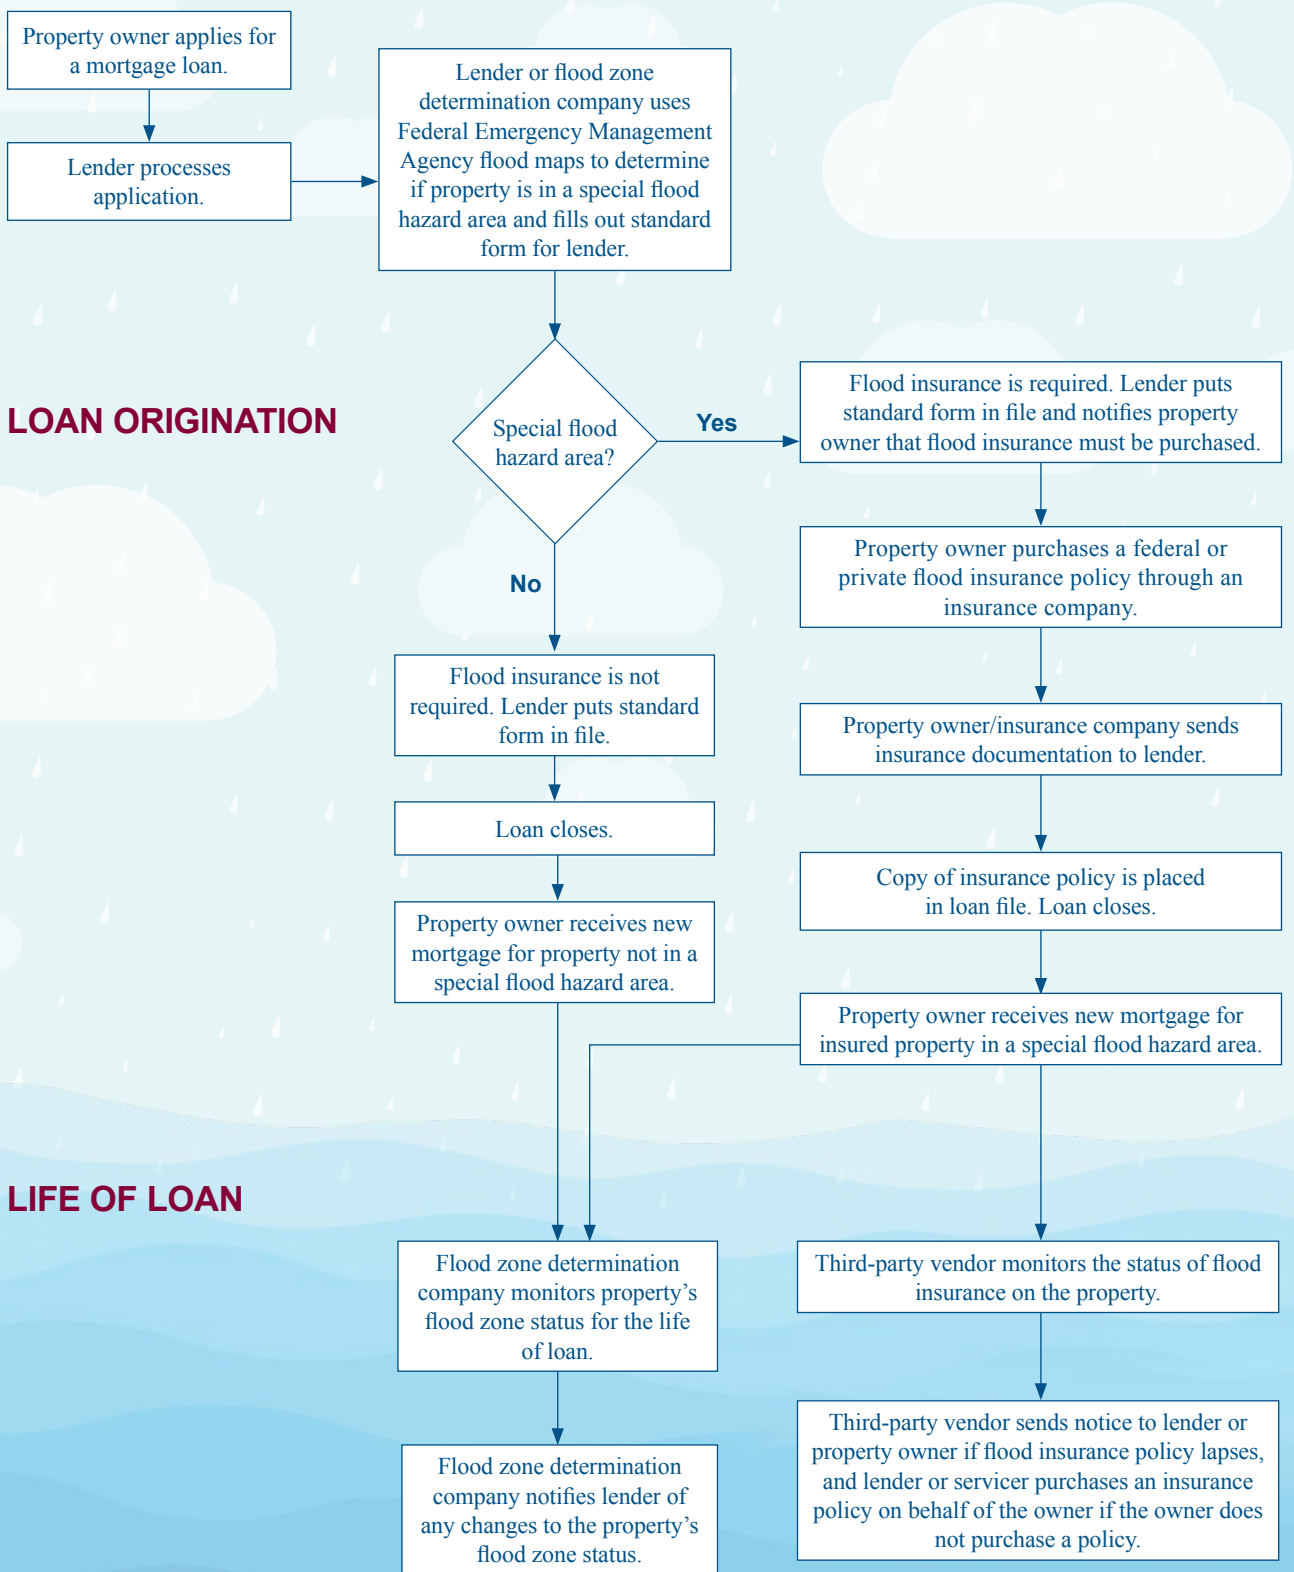 Property owner applies for
a mortgage loan.
Lender processes
application.
Lender or flood zone
determination company uses
Federal Emergency Management
Agency flood maps to determine
if property is in a special flood
hazard area and fills out standard
form for lender.
LOAN ORIGINATION
Special flood
hazard area?
Yes
No
Flood insurance is required. Lender puts
standard form in file and notifies property
owner that flood insurance must be purchased.
Property owner purchases a federal or
private flood insurance policy through an
insurance company.
Property owner/insurance company sends
insurance documentation to lender.
Copy of insurance policy is placed
in loan file. Loan closes.
Property owner receives new mortgage for
insured property in a special flood hazard area.
Flood insurance is not
required. Lender puts standard
form in file.
Loan closes.
Property owner receives new
mortgage for property not in a
special flood hazard area.
LIFE OF LOAN
Flood zone determination
company monitors property’s
flood zone status for the life
of loan.
Flood zone determination
company notifies lender of
any changes to the property’s
flood zone status.
Third-party vendor monitors the status of flood
insurance on the property.
Third-party vendor sends notice to lender or
property owner if flood insurance policy lapses,
and lender or servicer purchases an insurance
policy on behalf of the owner if the owner does
not purchase a policy.